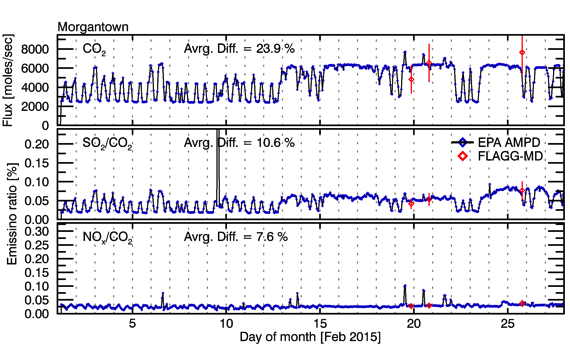 Morgantown
CO₂ Avrg. Diff. = 23.9 %
8000
6000
4000
2000
0
Flux [moles/sec]
SO₂/CO₂ Avrg. Diff. = 10.6 %
EPA AMPD
FLAGG-MD
0.20
0.15
0.10
0.05
0.00
Emissino ratio [%]
NOₓ/CO₂ Avrg. Diff. = 7.6 %
0.30
0.25
0.20
0.15
0.10
0.05
0.00
5 10 15 20 25
Day of month [Feb 2015]